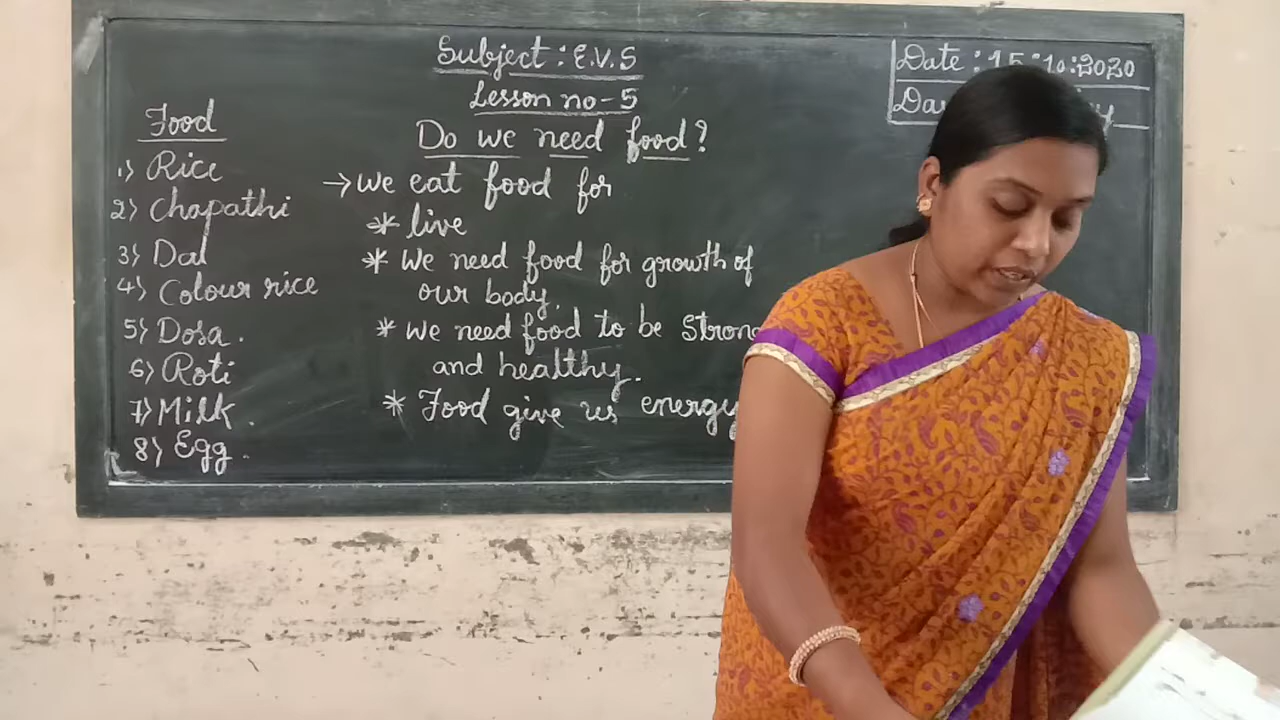 Subject : E.V.S
Lesson no - 5
Do we need food?
Date : 15:10:2020
Food
1) Rice
2) Chapathi
3) Dal
4) Colour rice
5) Dosa.
6) Roti
7) Milk.
8) Egg.
→ We eat food for
* live
* We need food for growth of
our body.
* We need food to be Strong
and healthy.
* Food give us energy